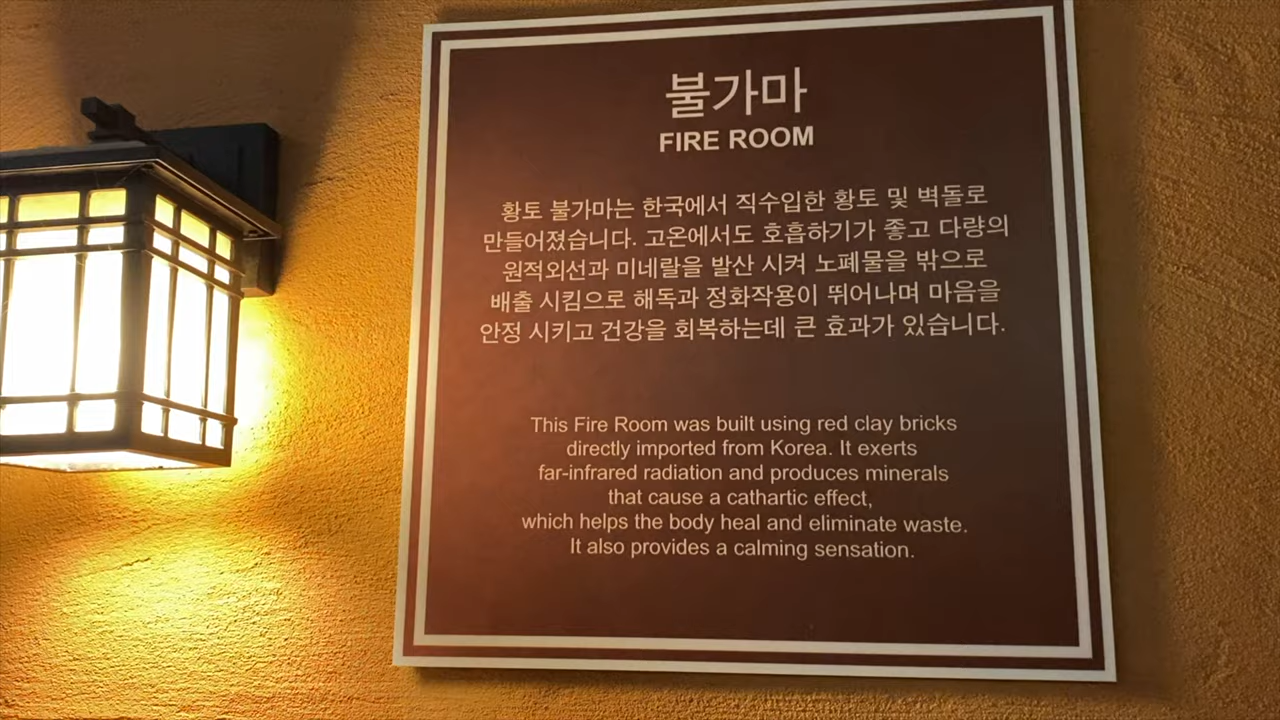 불가마
FIRE ROOM
황토 불가마는 한국에서 직수입한 황토 및 벽돌로
만들어졌습니다. 고온에서도 호흡하기가 좋고 다량의
원적외선과 미네랄을 발산 시켜 노폐물을 밖으로
배출 시킴으로 해독과 정화작용이 뛰어나며 마음을
안정 시키고 건강을 회복하는데 큰 효과가 있습니다.
This Fire Room was built using red clay bricks
directly imported from Korea. It exerts
far-infrared radiation and produces minerals
that cause a cathartic effect,
which helps the body heal and eliminate waste.
It also provides a calming sensation.